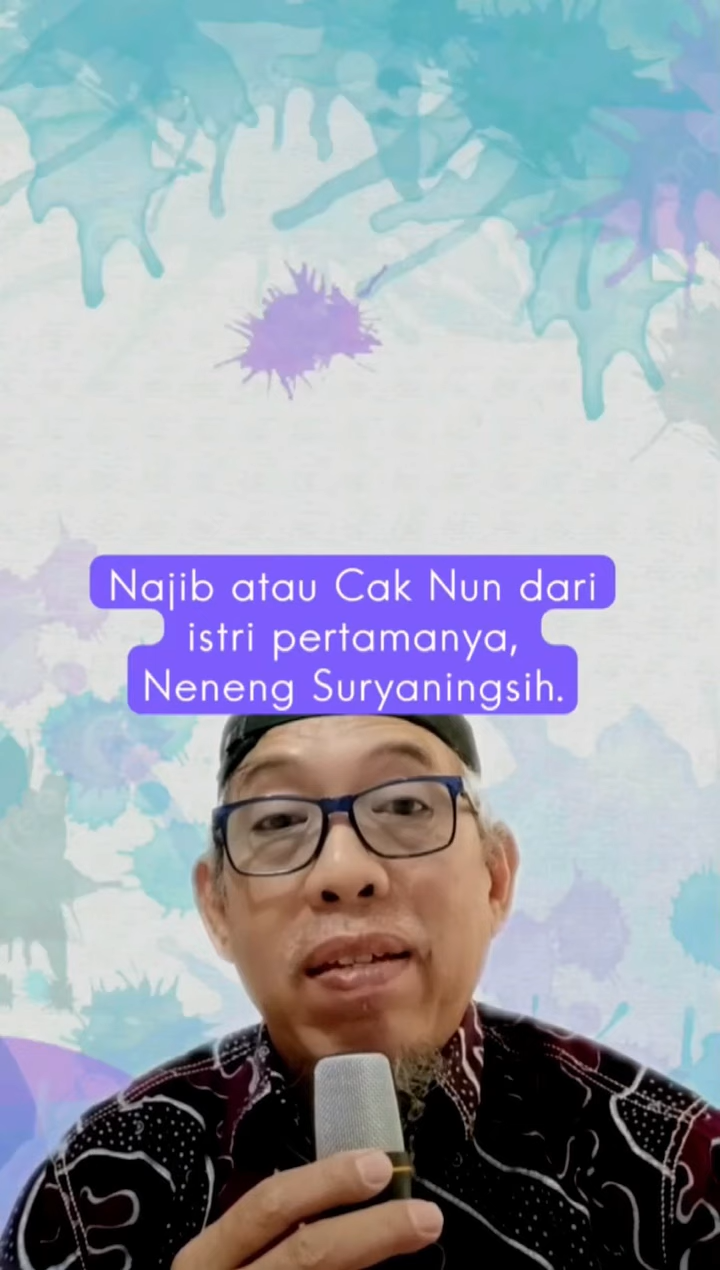 Najib atau Cak Nun dari
istri pertamanya,
Neneng Suryaningsih.